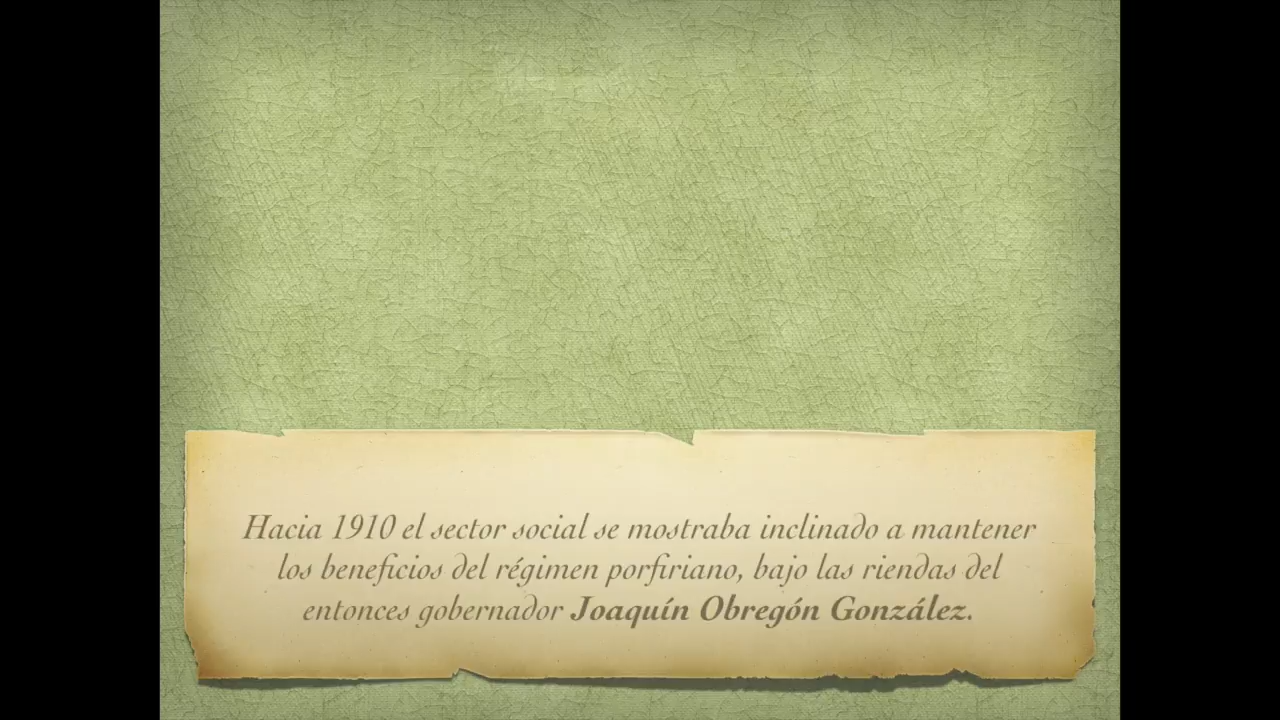 Hacia 1910 el sector social se mostraba inclinado a mantener
los beneficios del régimen porfiriano, bajo las riendas del
entonces gobernador Joaquín Obregón González.